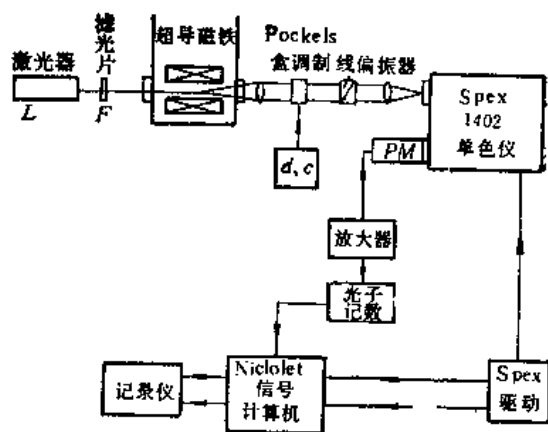 激光器
L
滤光片
F
超导磁铁
Pockels
盒调制
线偏振器
d,c
Spex
1402
单色仪
PM
放大器
光子
记数
Niclolet
信号
计算机
记录仪
Spex
驱动